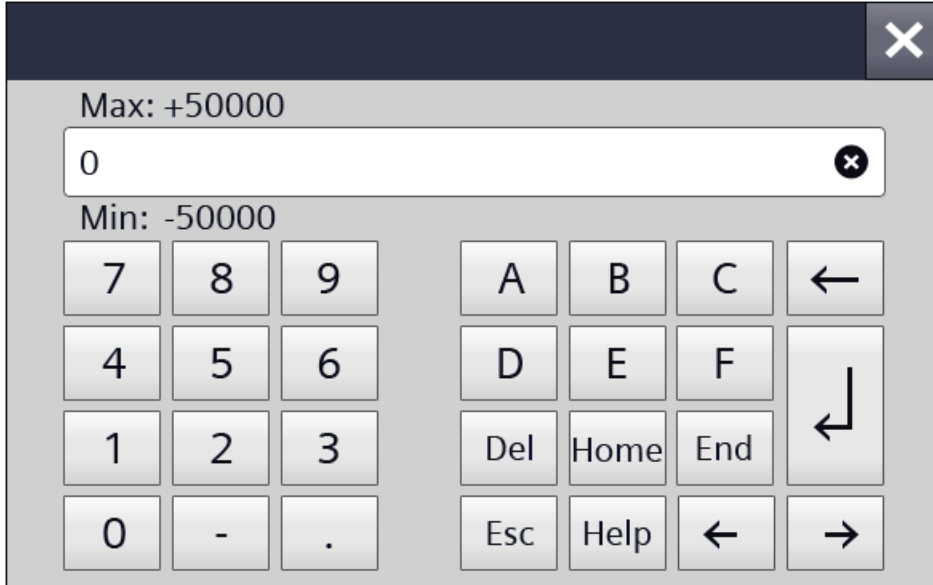 Max: +50000
0
Min: -50000
7 8 9 A B C ←
4 5 6 D E F ↵
1 2 3 Del Home End
0 - . Esc Help ← →